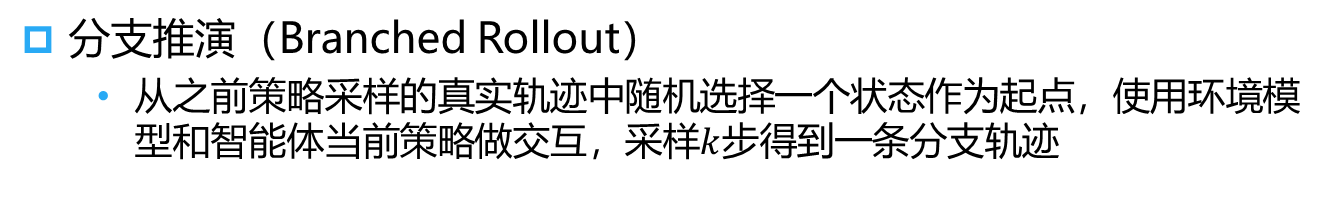 分支推演（Branched Rollout）
• 从之前策略采样的真实轨迹中随机选择一个状态作为起点，使用环境模
型和智能体当前策略做交互，采样k步得到一条分支轨迹